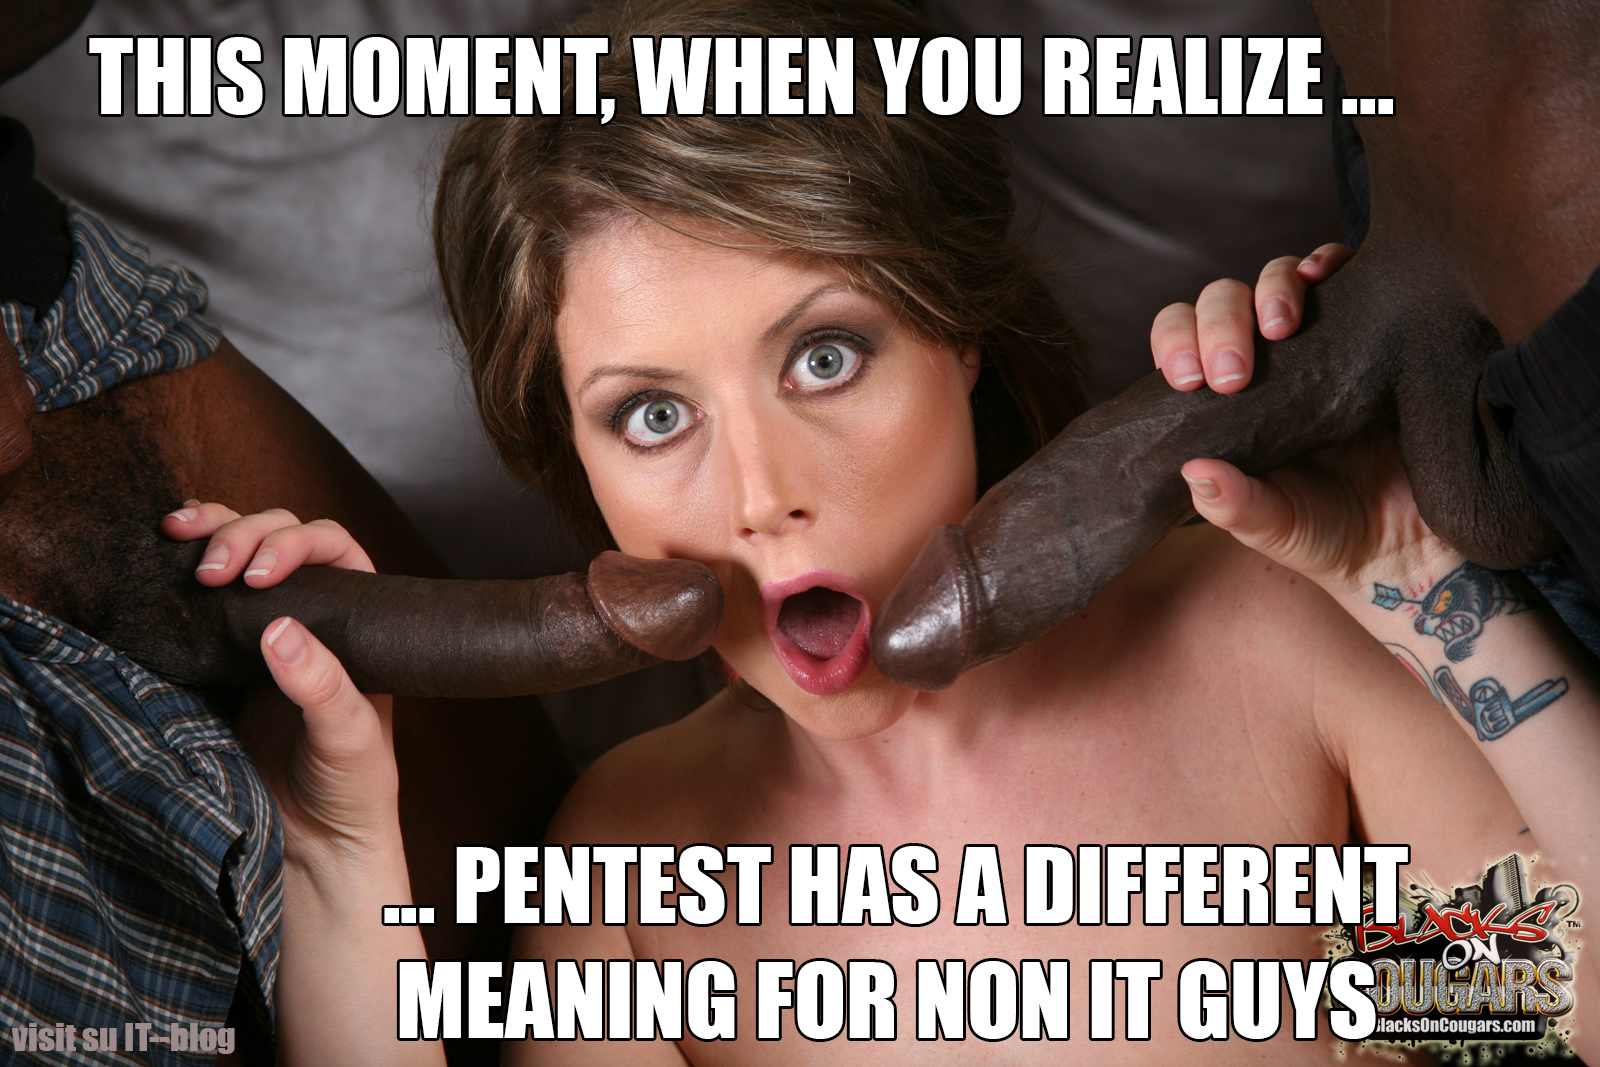 THIS MOMENT, WHEN YOU REALIZE ...
... PENTEST HAS A DIFFERENT
MEANING FOR NON IT GUYS
BLACKS
ON
COUGARS
TM
BlacksOnCougars.com
visit su IT--blog